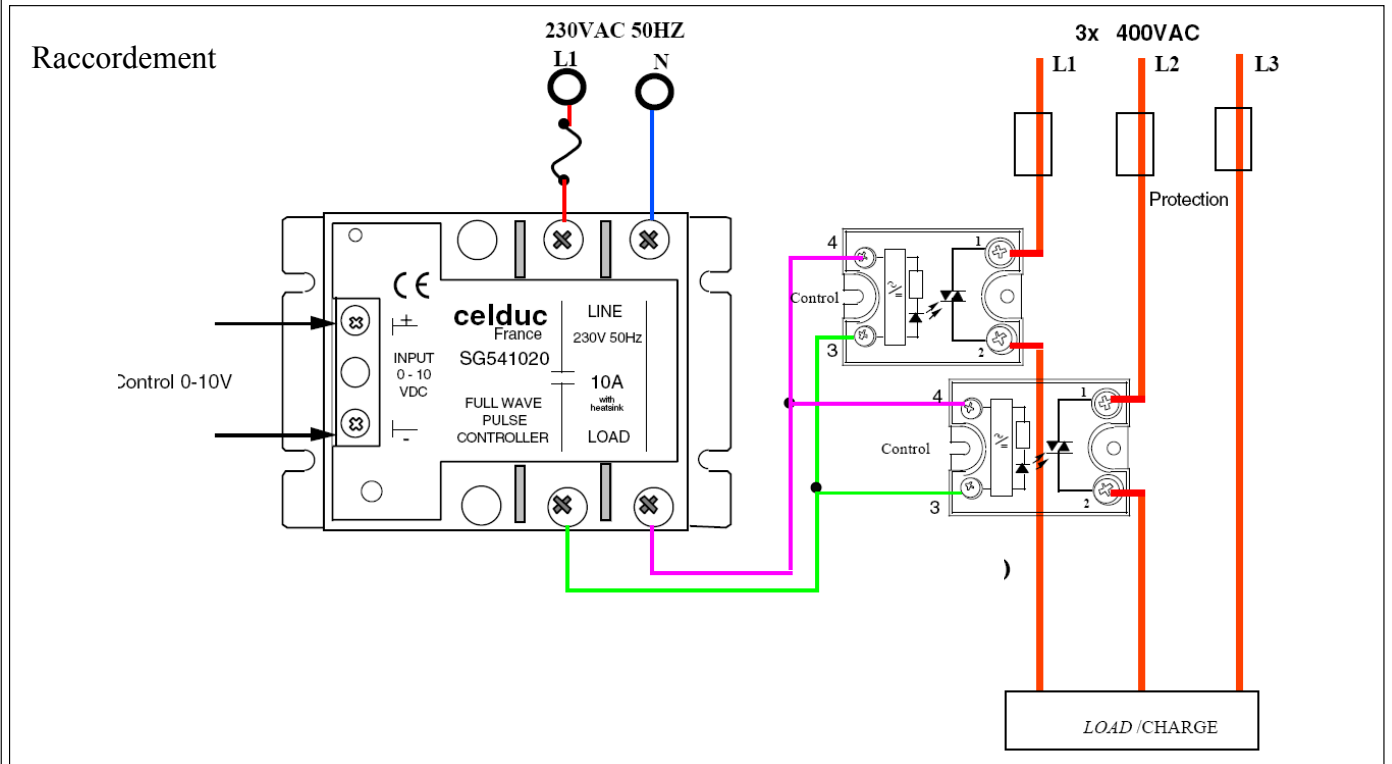 Raccordement
230VAC 50HZ
L1
N
3x 400VAC
L1
L2
L3
Protection
Control 0-10V
+
INPUT
0 - 10
VDC
-
CE
celduc
France
SG541020
FULL WAVE
PULSE
CONTROLLER
LINE
230V 50Hz
10A
with
heatsink
LOAD
4
Control
3
1
2
4
Control
3
1
2
)
LOAD /CHARGE